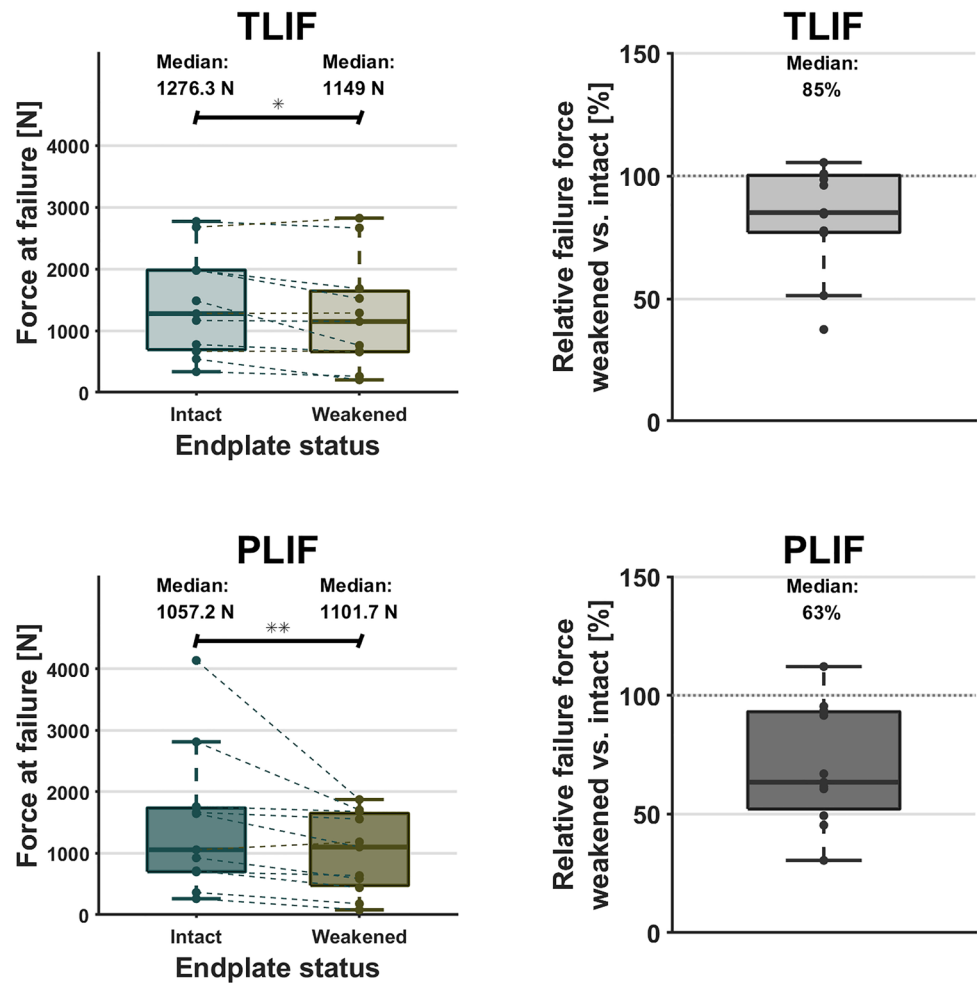 TLIF
Median:
1276.3 N
Median:
1149 N
*
Force at failure [N]
4000
3000
2000
1000
0
Intact
Weakened
Endplate status
TLIF
Median:
85%
Relative failure force
weakened vs. intact [%]
150
100
50
0
PLIF
Median:
1057.2 N
Median:
1101.7 N
**
Force at failure [N]
4000
3000
2000
1000
0
Intact
Weakened
Endplate status
PLIF
Median:
63%
Relative failure force
weakened vs. intact [%]
150
100
50
0